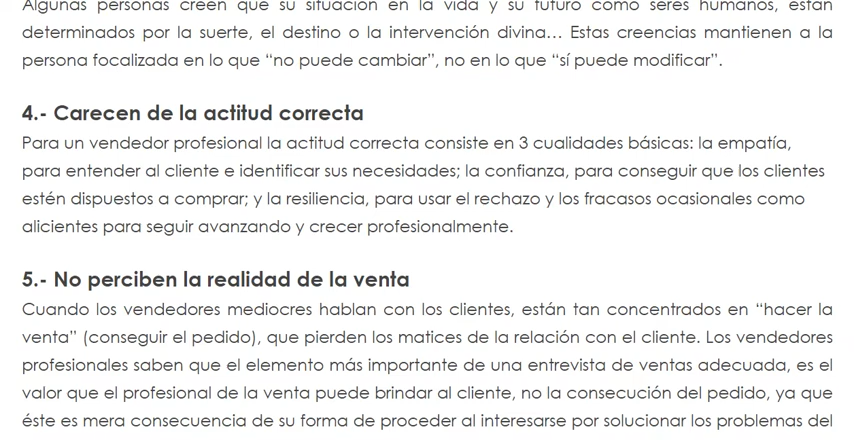 Algunas personas creen que su situación en la vida y su futuro como seres humanos, están
determinados por la suerte, el destino o la intervención divina… Estas creencias mantienen a la
persona focalizada en lo que “no puede cambiar”, no en lo que “sí puede modificar”.
4.- Carecen de la actitud correcta
Para un vendedor profesional la actitud correcta consiste en 3 cualidades básicas: la empatía,
para entender al cliente e identificar sus necesidades; la confianza, para conseguir que los clientes
estén dispuestos a comprar; y la resiliencia, para usar el rechazo y los fracasos ocasionales como
alicientes para seguir avanzando y crecer profesionalmente.
5.- No perciben la realidad de la venta
Cuando los vendedores mediocres hablan con los clientes, están tan concentrados en “hacer la
venta” (conseguir el pedido), que pierden los matices de la relación con el cliente. Los vendedores
profesionales saben que el elemento más importante de una entrevista de ventas adecuada, es el
valor que el profesional de la venta puede brindar al cliente, no la consecución del pedido, ya que
éste es mera consecuencia de su forma de proceder al interesarse por solucionar los problemas del